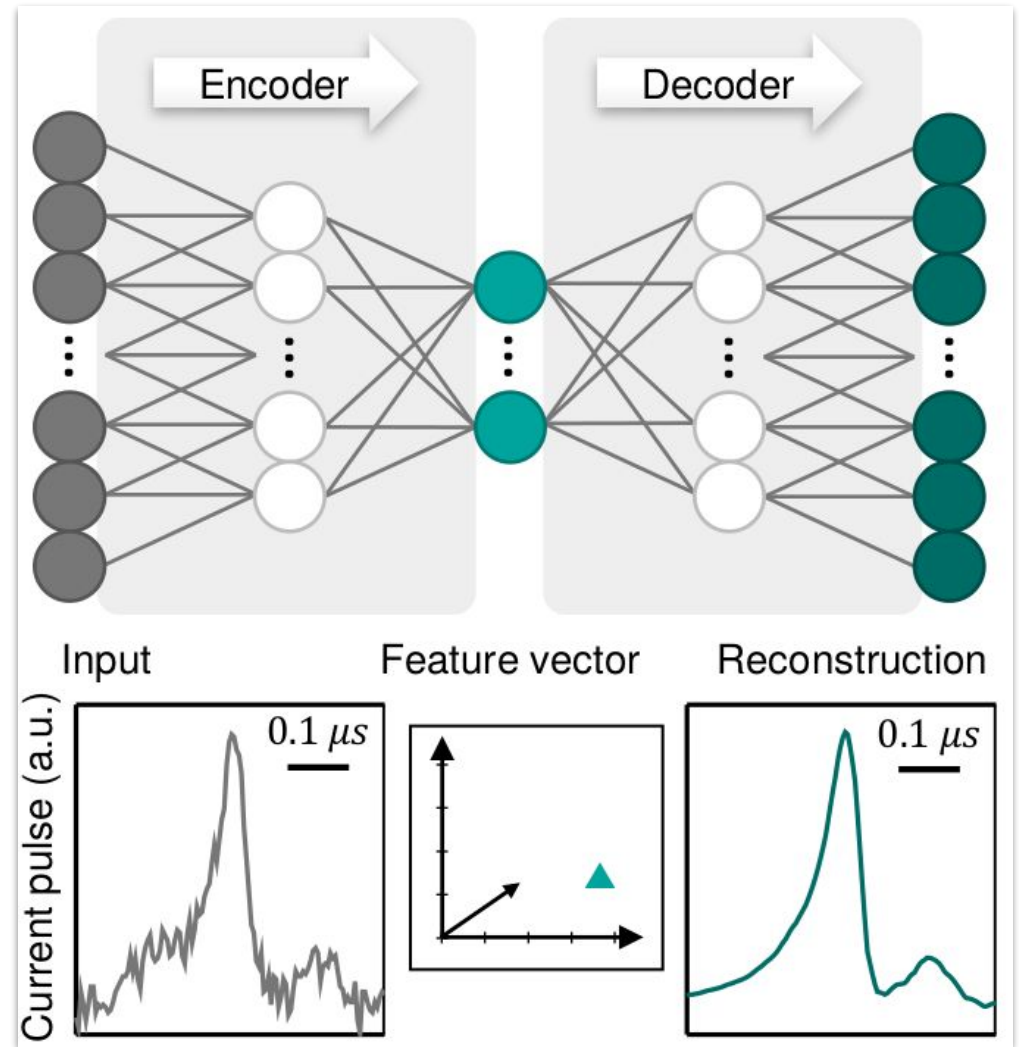 Encoder
Decoder
Input
Feature vector
Reconstruction
Current pulse (a.u.)
0.1 μs
0.1 μs